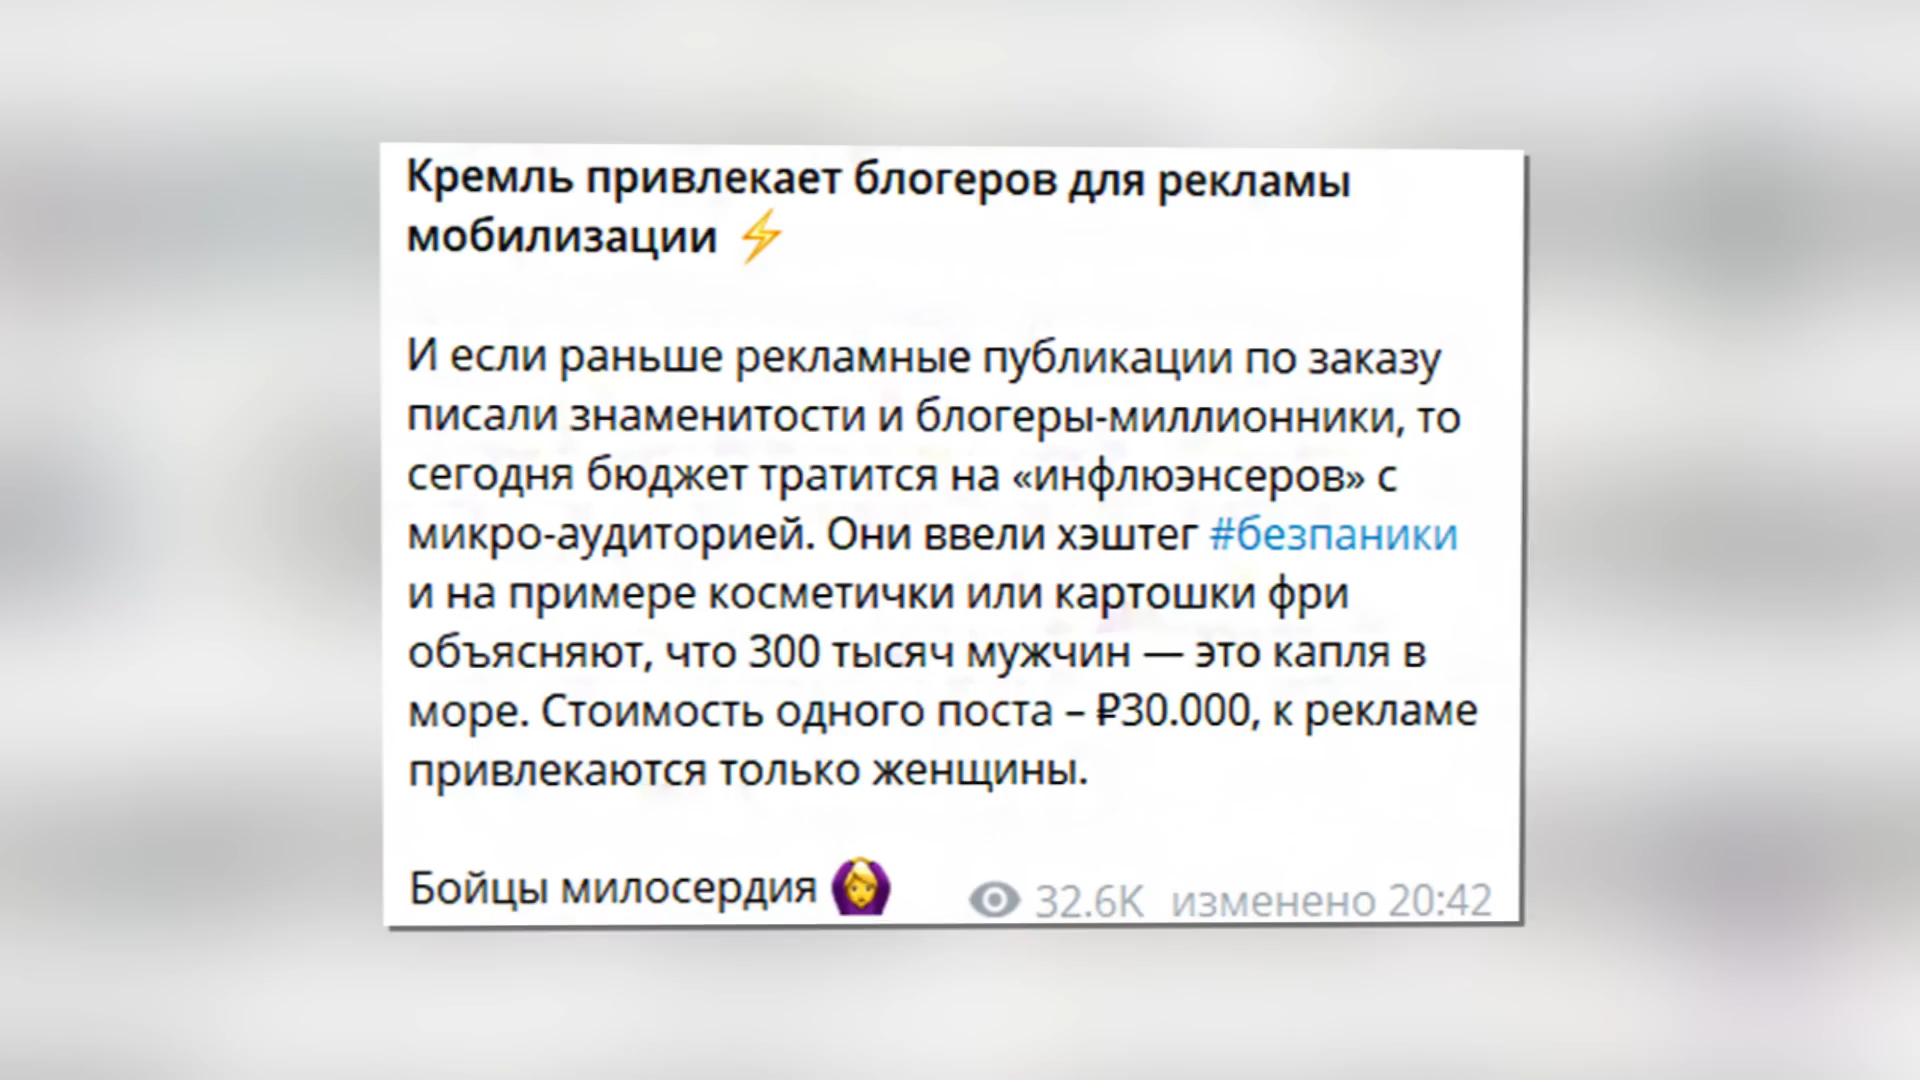 Кремль привлекает блогеров для рекламы
мобилизации ⚡
И если раньше рекламные публикации по заказу
писали знаменитости и блогеры-миллионники, то
сегодня бюджет тратится на «инфлюэнсеров» с
микро-аудиторией. Они ввели хэштег #безпаники
и на примере косметички или картошки фри
объясняют, что 300 тысяч мужчин — это капля в
море. Стоимость одного поста – ₽30.000, к рекламе
привлекаются только женщины.
Бойцы милосердия 🙆‍♀️ 32.6K изменено 20:42